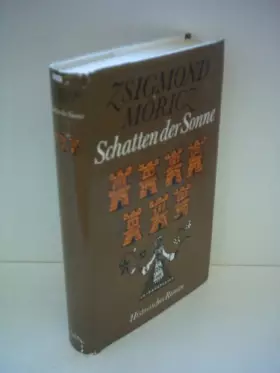 ZSIGMOND
MÓRICZ
Schatten der Sonne
Historischer Roman